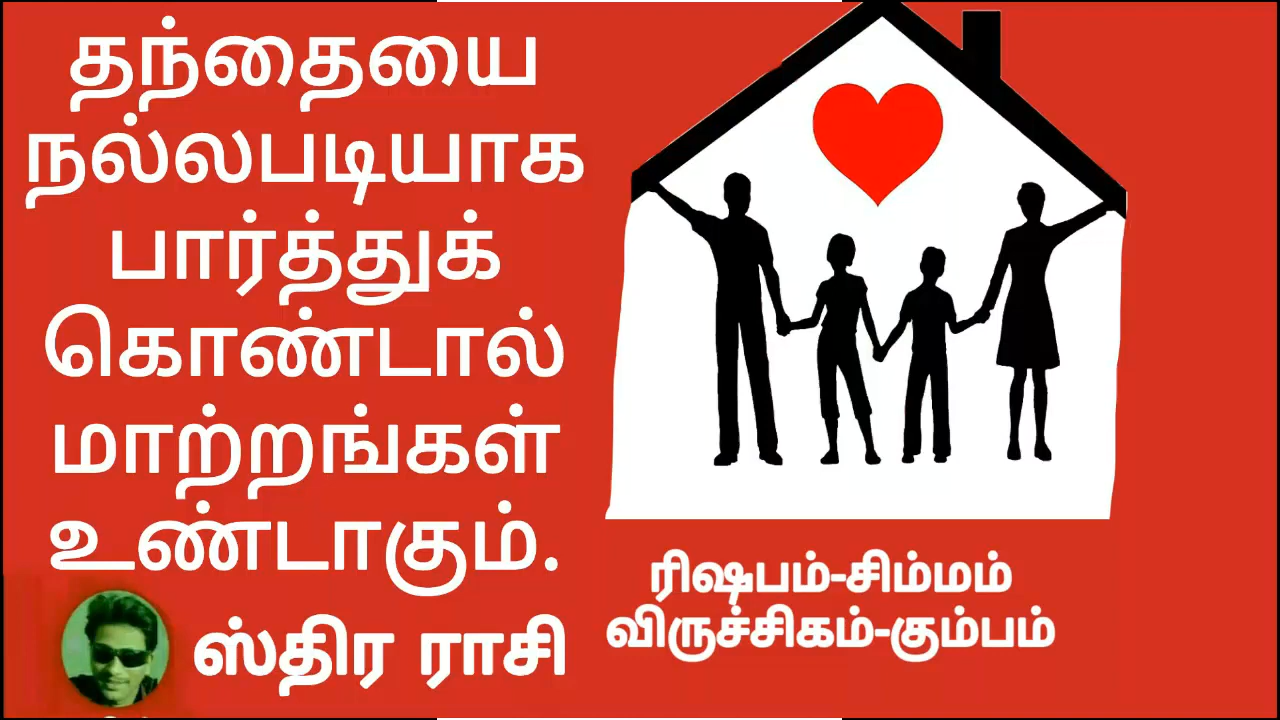 தந்தையை
நல்லபடியாக
பார்த்துக்
கொண்டால்
மாற்றங்கள்
உண்டாகும்.
ஸ்திர ராசி
ரிஷபம்-சிம்மம்
விருச்சிகம்-கும்பம்